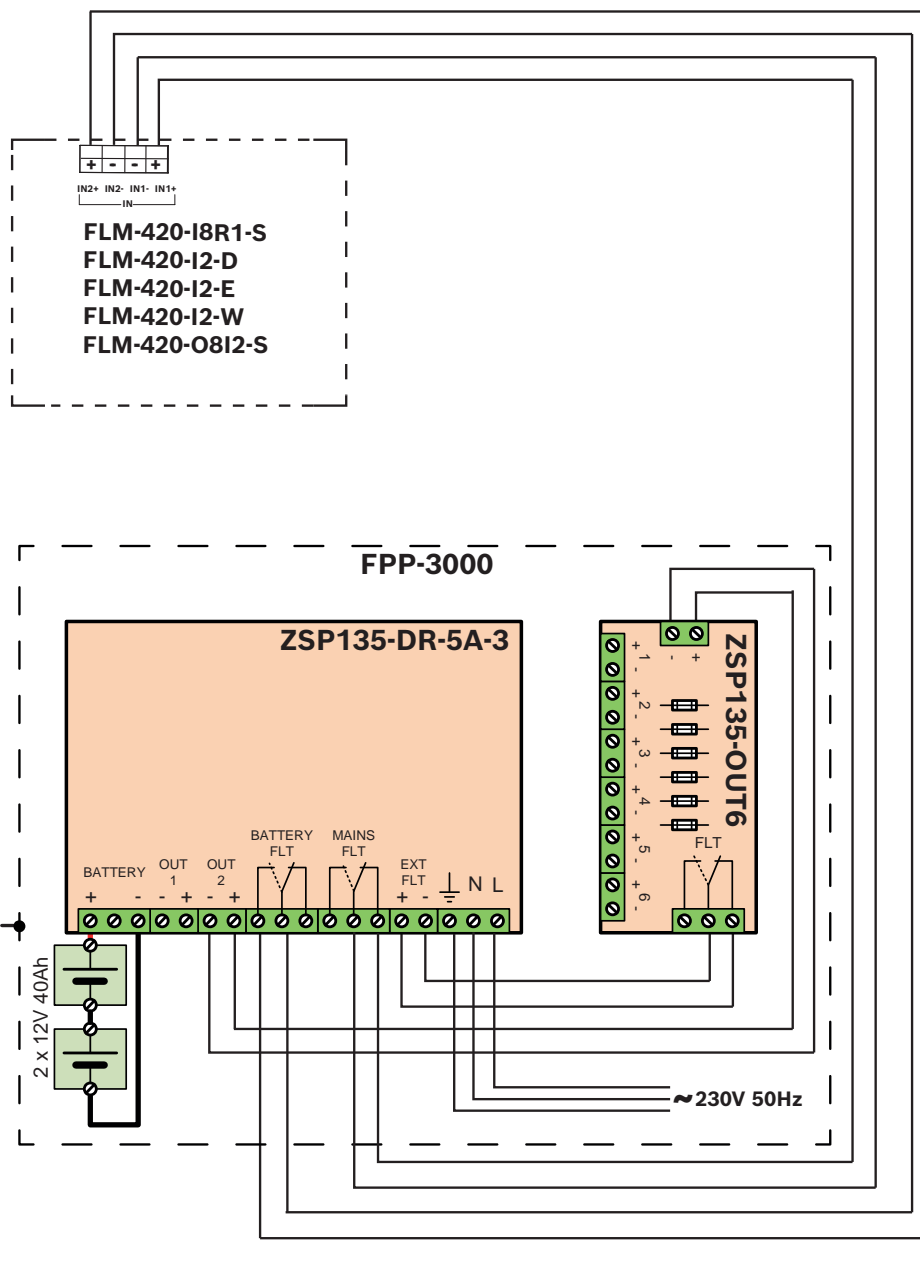 + - - +
IN2+ IN2- IN1- IN1+
IN
FLM-420-I8R1-S
FLM-420-I2-D
FLM-420-I2-E
FLM-420-I2-W
FLM-420-O8I2-S
FPP-3000
ZSP135-DR-5A-3
BATTERY
+ -
OUT
1
- +
OUT
2
- +
BATTERY
FLT
MAINS
FLT
EXT
FLT
+ -
N L
2 x 12V 40Ah
ZSP135-OUT6
- +
+ 1 -
+ 2 -
+ 3 -
+ 4 -
+ 5 -
+ 6 -
FLT
~230V 50Hz